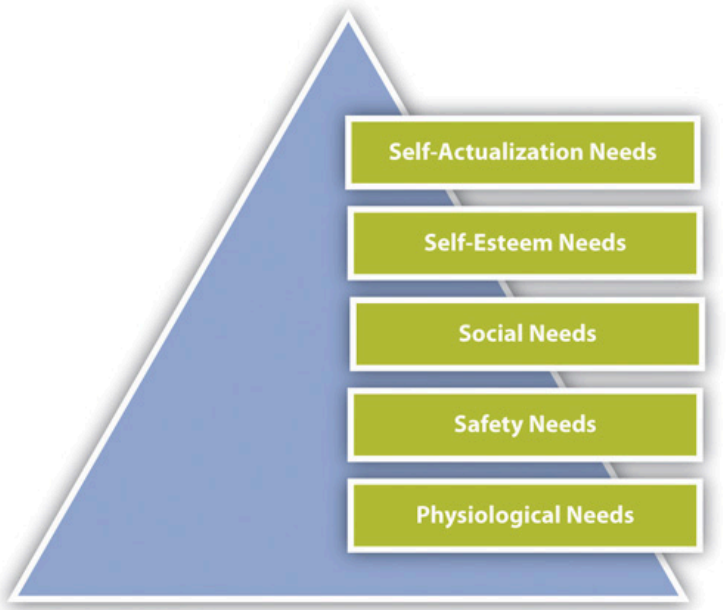 Self-Actualization Needs
Self-Esteem Needs
Social Needs
Safety Needs
Physiological Needs